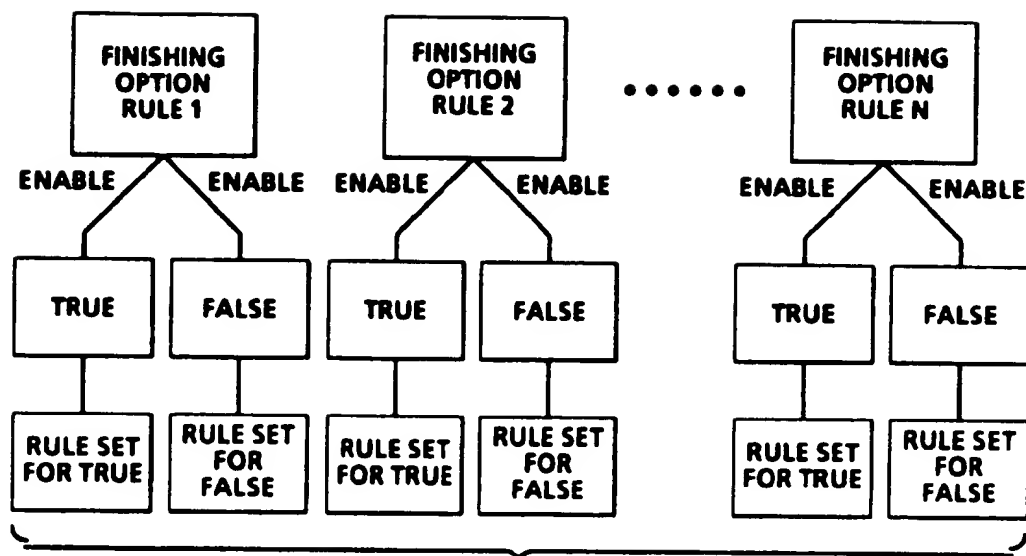 FINISHING
OPTION
RULE 1
FINISHING
OPTION
RULE 2
FINISHING
OPTION
RULE N
ENABLE
ENABLE
ENABLE
ENABLE
ENABLE
ENABLE
TRUE
FALSE
TRUE
FALSE
TRUE
FALSE
RULE SET
FOR TRUE
RULE SET
FOR
FALSE
RULE SET
FOR TRUE
RULE SET
FOR
FALSE
RULE SET
FOR TRUE
RULE SET
FOR
FALSE